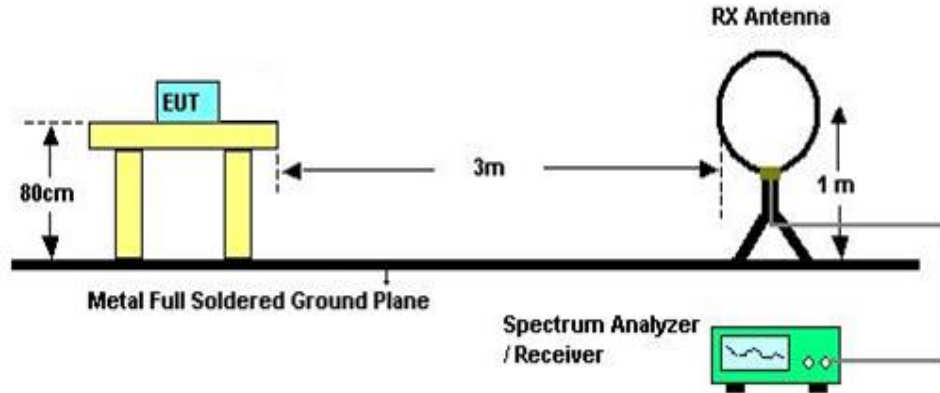 RX Antenna
EUT
80cm
3m
1 m
Metal Full Soldered Ground Plane
Spectrum Analyzer
/ Receiver